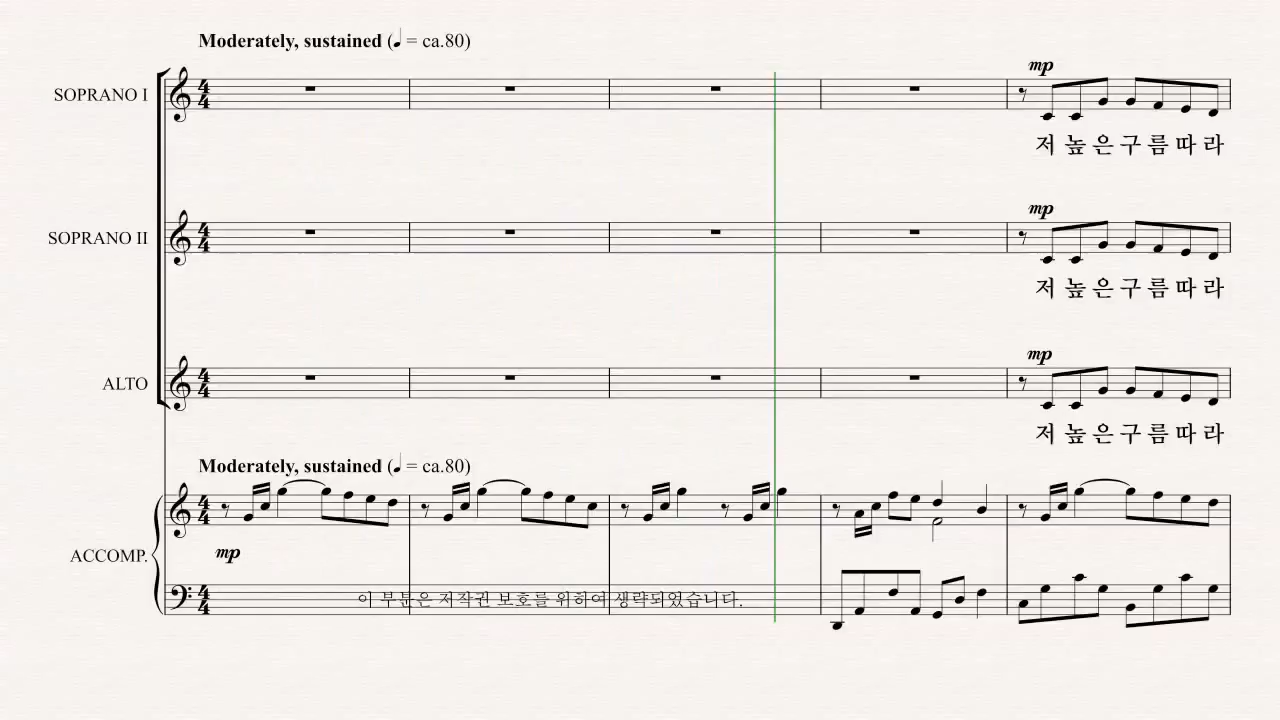 Moderately, sustained (♩ = ca.80)
SOPRANO I
mp
저 높 은 구 름 따 라
SOPRANO II
mp
저 높 은 구 름 따 라
ALTO
mp
저 높 은 구 름 따 라
Moderately, sustained (♩ = ca.80)
mp
ACCOMP.
이 부분은 저작권 보호를 위하여 생략되었습니다.